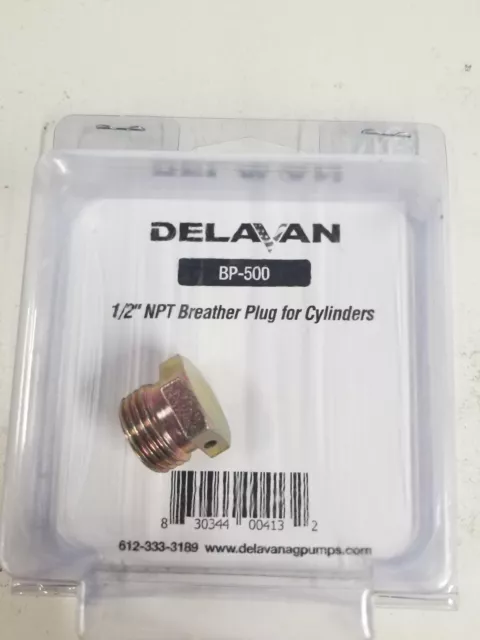 DELAVAN
BP-500
1/2" NPT Breather Plug for Cylinders
8 30344 00413 2
612-333-3189 www.delavanagpumps.com